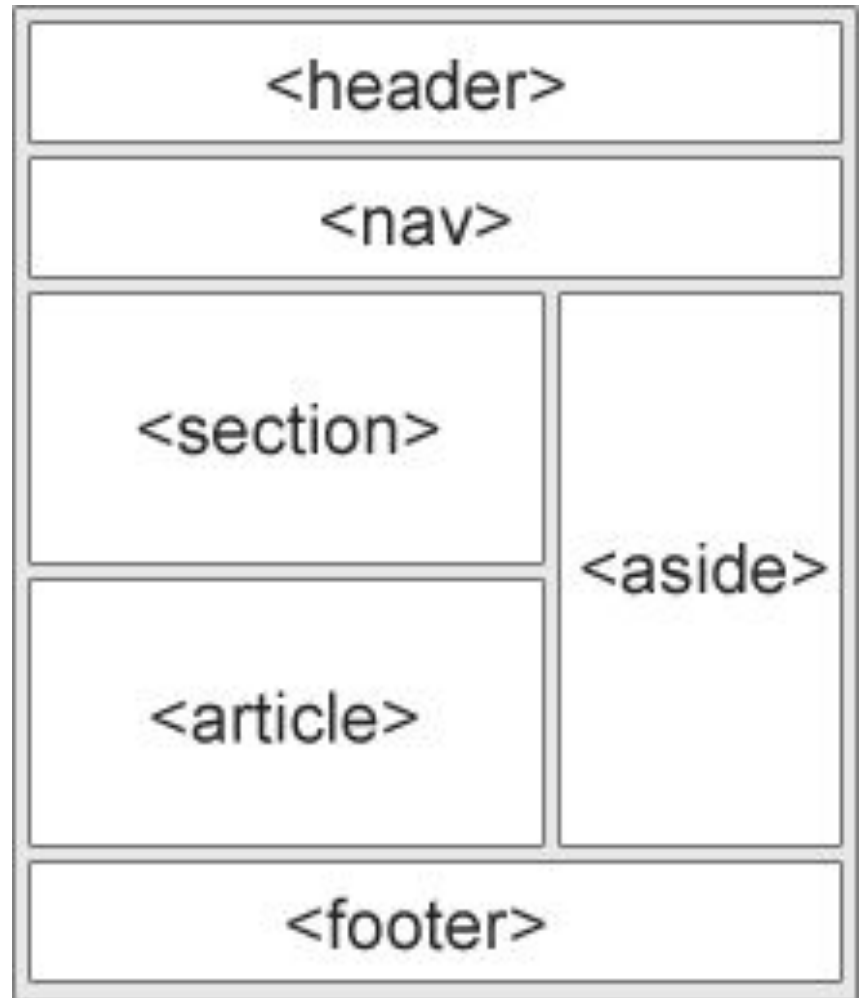 <header>
<nav>
<section>
<aside>
<article>
<footer>